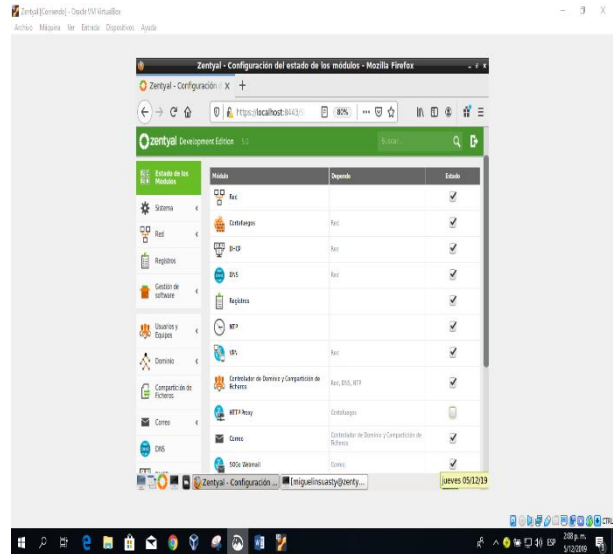 Zentyal [Corriendo] - Oracle VM VirtualBox
Archivo Máquina Ver Entrada Dispositivos Ayuda
Zentyal - Configuración del estado de los módulos - Mozilla Firefox
Zentyal - Configuración
https://localhost:8443/
80%
zentyal Development Edition 5.0
Buscar...
Estado de los Módulos
Sistema
Red
Registros
Gestión de software
Usuarios y Equipos
Dominio
Compartición de Ficheros
Correo
DNS
Módulo Depende Estado
Red
Cortafuegos Red
DHCP Red
DNS Red
Registros
NTP
VPN Red
Controlador de Dominio y Compartición de Ficheros Red, DNS, NTP
HTTP Proxy Cortafuegos
Correo Controlador de Dominio y Compartición de Ficheros
SOGo Webmail Correo
Zentyal - Configuración ...
[miguelinsuasty@zenty...
jueves 05/12/19
CTRL
ESP
2:08 p. m.
5/12/2019